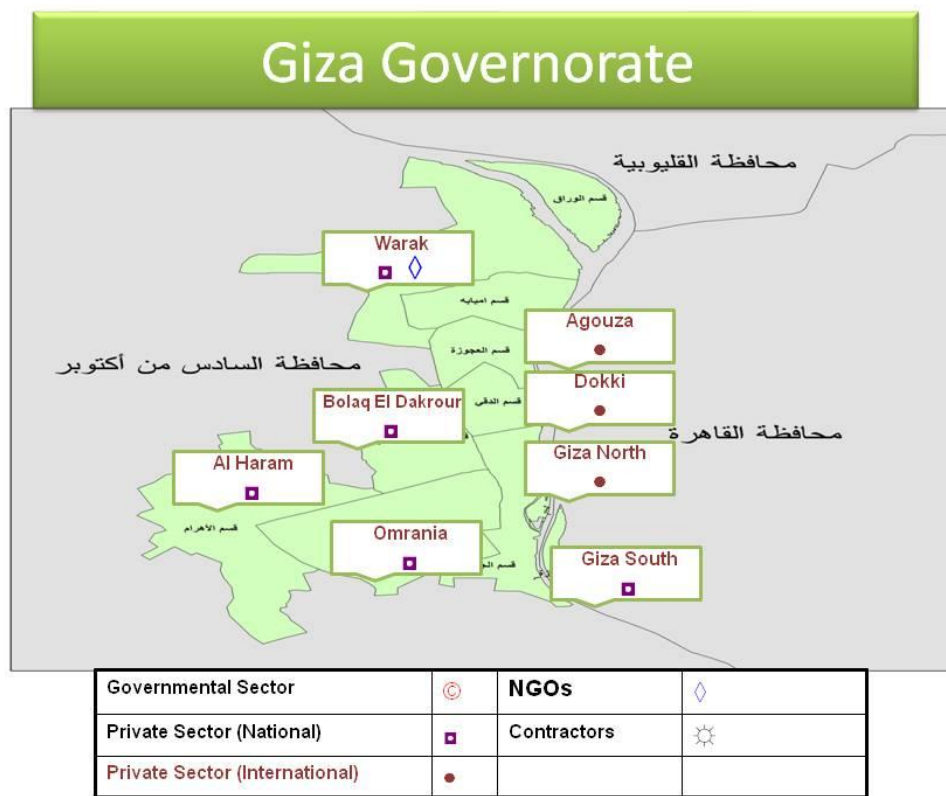 Giza Governorate
محافظة القليوبية
قسم الوراق
Warak
قسم امبابه
Agouza
قسم العجوزة
محافظة السادس من أكتوبر
Dokki
Bolaq El Dakrour
قسم الدقى
محافظة القاهرة
Giza North
Al Haram
قسم الأهرام
Omrania
قسم
Giza South
Governmental Sector © NGOs
Private Sector (National) Contractors
Private Sector (International)